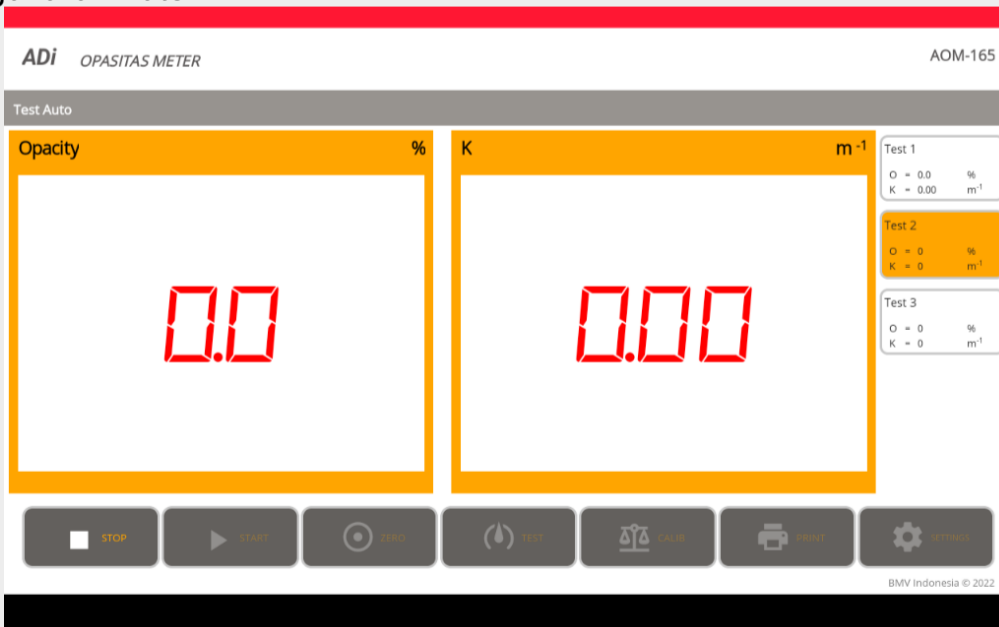 ADi OPASITAS METER AOM-165
Test Auto
Opacity %
0.0
K m-1
0.00
Test 1
O = 0.0 %
K = 0.00 m-1
Test 2
O = 0 %
K = 0 m-1
Test 3
O = 0 %
K = 0 m-1
STOP START ZERO TEST CALIB PRINT SETTINGS
BMV Indonesia © 2022